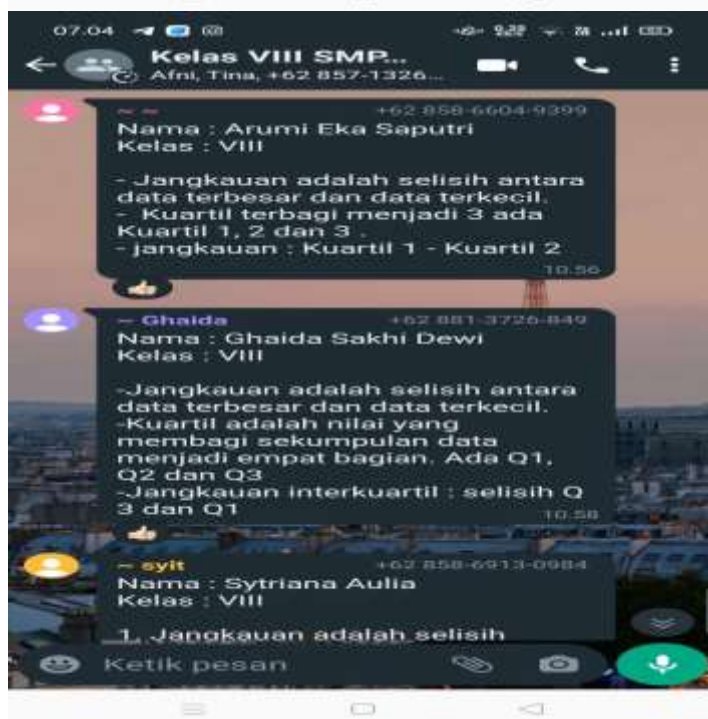 07.04
Kelas VIII SMP...
Afni, Tina, +62 857-1326...
~ ~ +62 858-6604-9399
Nama : Arumi Eka Saputri
Kelas : VIII
- Jangkauan adalah selisih antara
data terbesar dan data terkecil.
- Kuartil terbagi menjadi 3 ada
Kuartil 1, 2 dan 3 .
- jangkauan : Kuartil 1 - Kuartil 2
10.56
~ Ghaida +62 881-3726-849
Nama : Ghaida Sakhi Dewi
Kelas : VIII
-Jangkauan adalah selisih antara
data terbesar dan data terkecil.
-Kuartil adalah nilai yang
membagi sekumpulan data
menjadi empat bagian. Ada Q1,
Q2 dan Q3
-Jangkauan interkuartil : selisih Q
3 dan Q1
10.58
~ syit +62 858-6913-0984
Nama : Sytriana Aulia
Kelas : VIII
1. Jangkauan adalah selisih
Ketik pesan